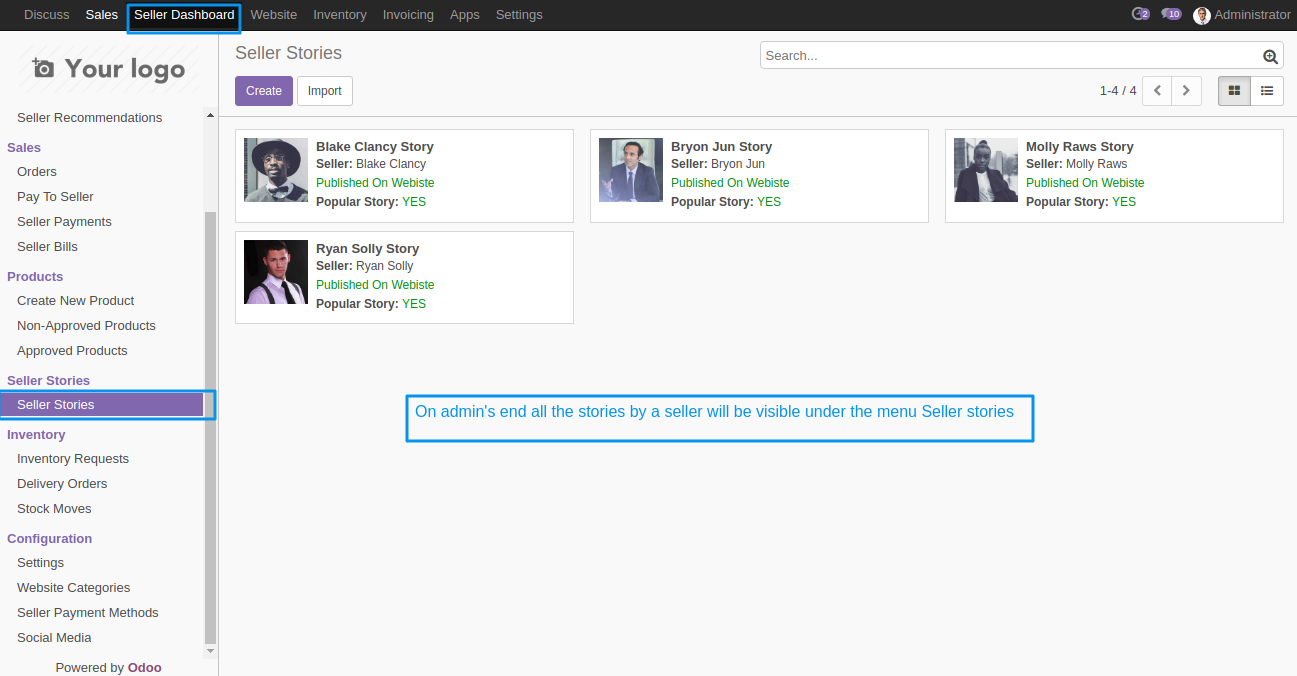 Discuss Sales Seller Dashboard Website Inventory Invoicing Apps Settings 2 10 Administrator
Your logo
Seller Recommendations
Sales
Orders
Pay To Seller
Seller Payments
Seller Bills
Products
Create New Product
Non-Approved Products
Approved Products
Seller Stories
Seller Stories
Inventory
Inventory Requests
Delivery Orders
Stock Moves
Configuration
Settings
Website Categories
Seller Payment Methods
Social Media
Powered by Odoo
Seller Stories
Search...
Create Import
1-4 / 4
Blake Clancy Story
Seller: Blake Clancy
Published On Webiste
Popular Story: YES
Bryon Jun Story
Seller: Bryon Jun
Published On Webiste
Popular Story: YES
Molly Raws Story
Seller: Molly Raws
Published On Webiste
Popular Story: YES
Ryan Solly Story
Seller: Ryan Solly
Published On Webiste
Popular Story: YES
On admin's end all the stories by a seller will be visible under the menu Seller stories